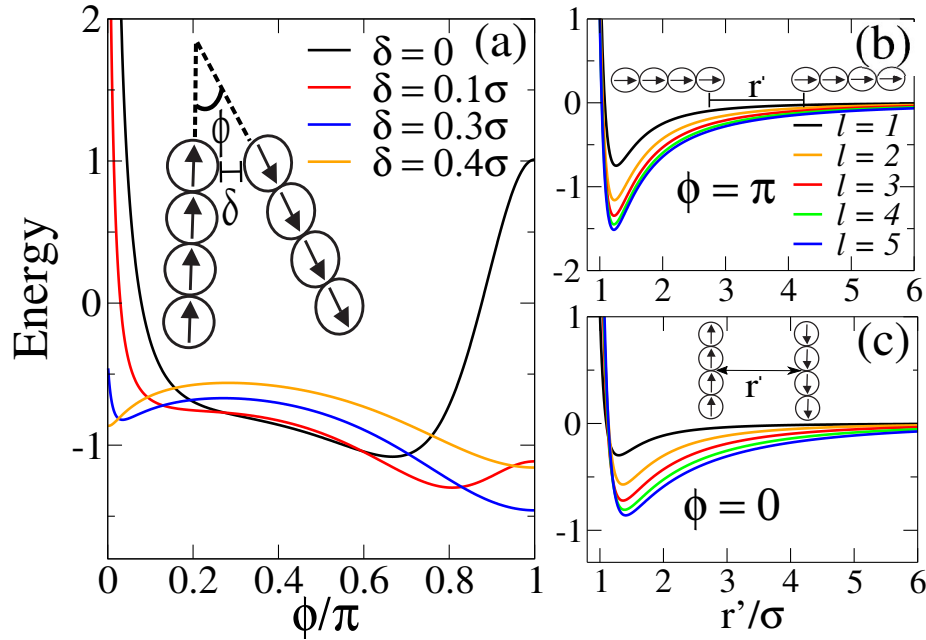 (a)
δ = 0
δ = 0.1σ
δ = 0.3σ
δ = 0.4σ
ϕ
δ
Energy
2
1
0
-1
0 0.2 0.4 0.6 0.8 1
ϕ/π
(b)
r'
ϕ = π
l = 1
l = 2
l = 3
l = 4
l = 5
1
0
-1
-2
1 2 3 4 5 6
(c)
r'
ϕ = 0
0
-1
1 2 3 4 5 6
r'/σ